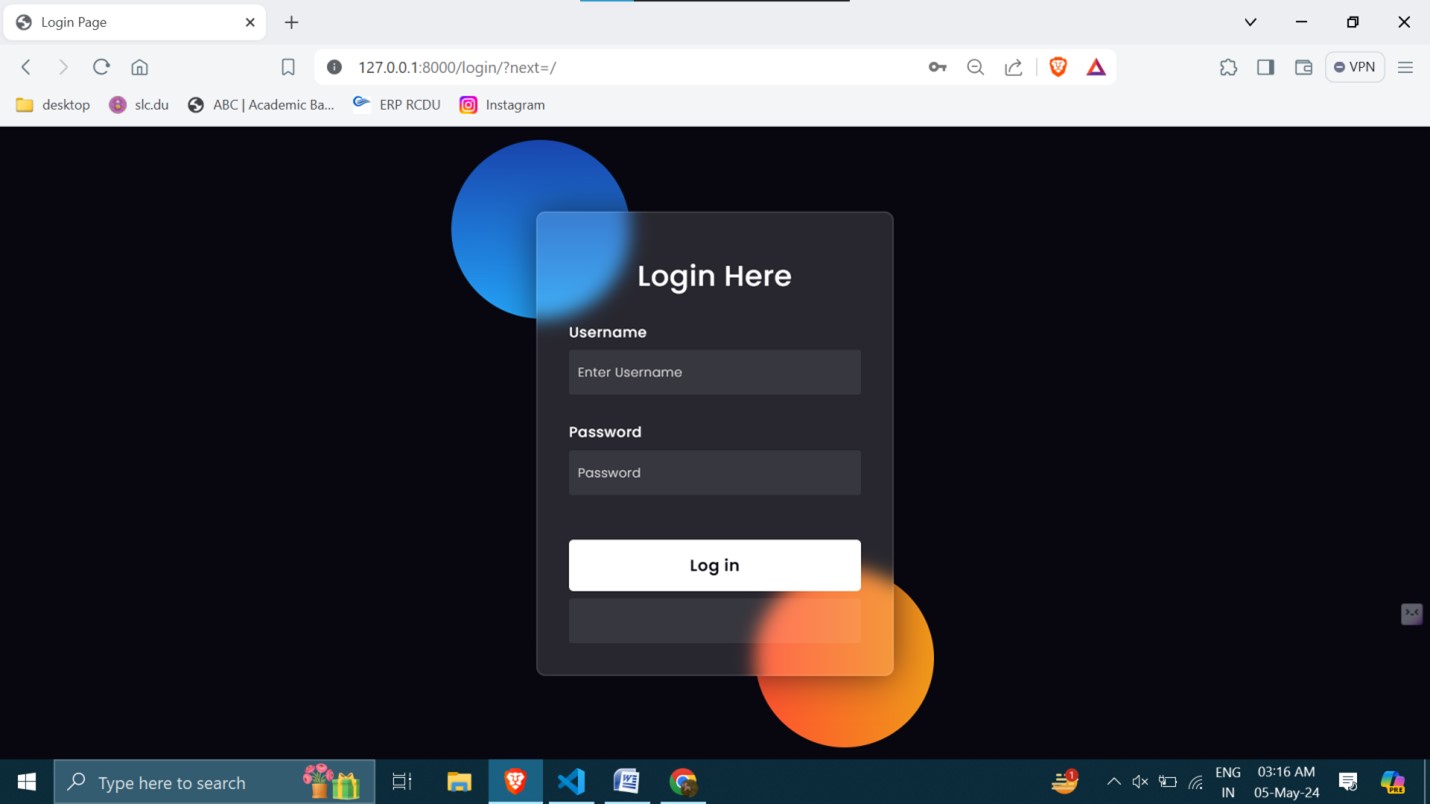 Login Page
127.0.0.1:8000/login/?next=/
VPN
desktop
slc.du
ABC | Academic Ba...
ERP RCDU
Instagram
Login Here
Username
Enter Username
Password
Password
Log in
Type here to search
1
ENG
IN
03:16 AM
05-May-24
PRE